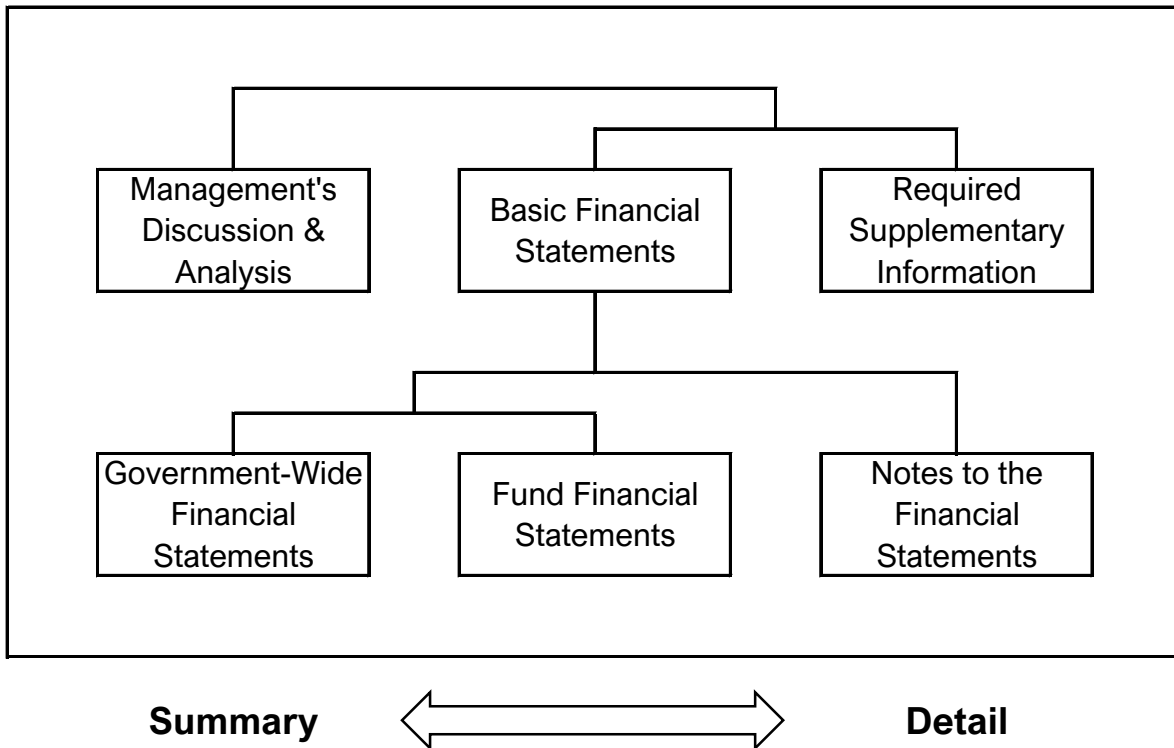 Management's
Discussion &
Analysis
Basic Financial
Statements
Required
Supplementary
Information
Government-Wide
Financial
Statements
Fund Financial
Statements
Notes to the
Financial
Statements
Summary
Detail